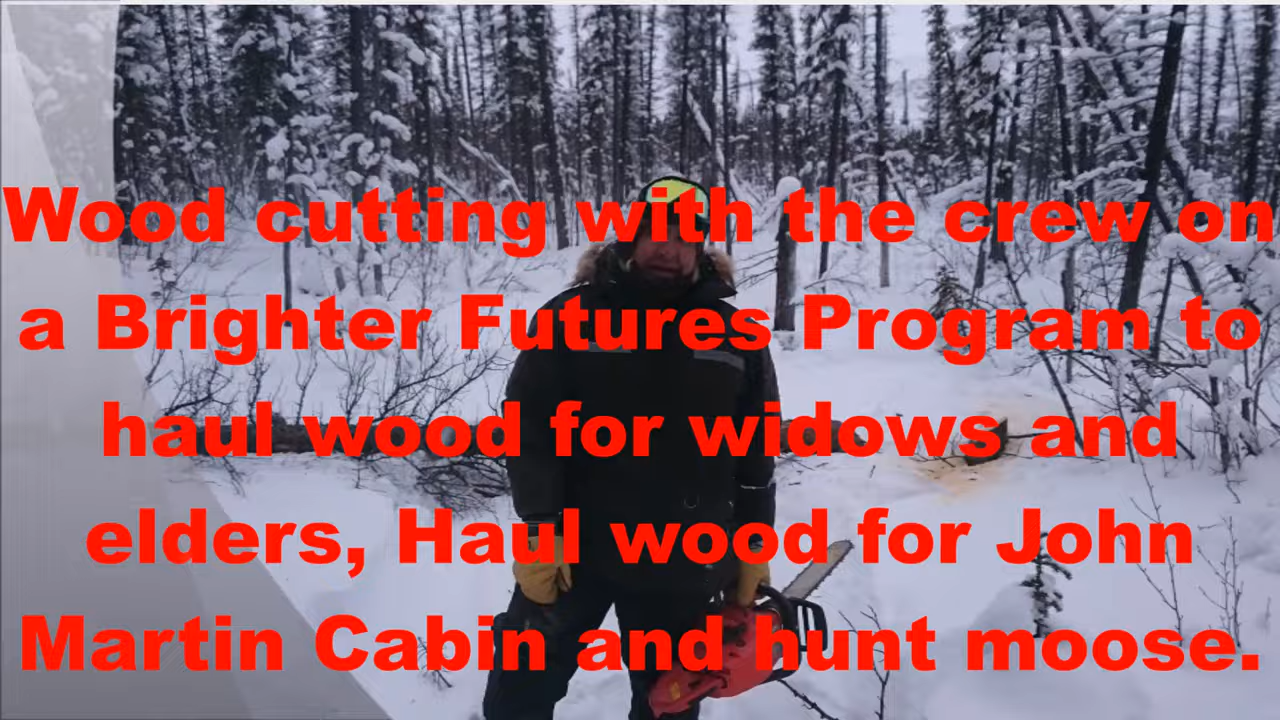 Wood cutting with the crew on
a Brighter Futures Program to
haul wood for widows and
elders, Haul wood for John
Martin Cabin and hunt moose.